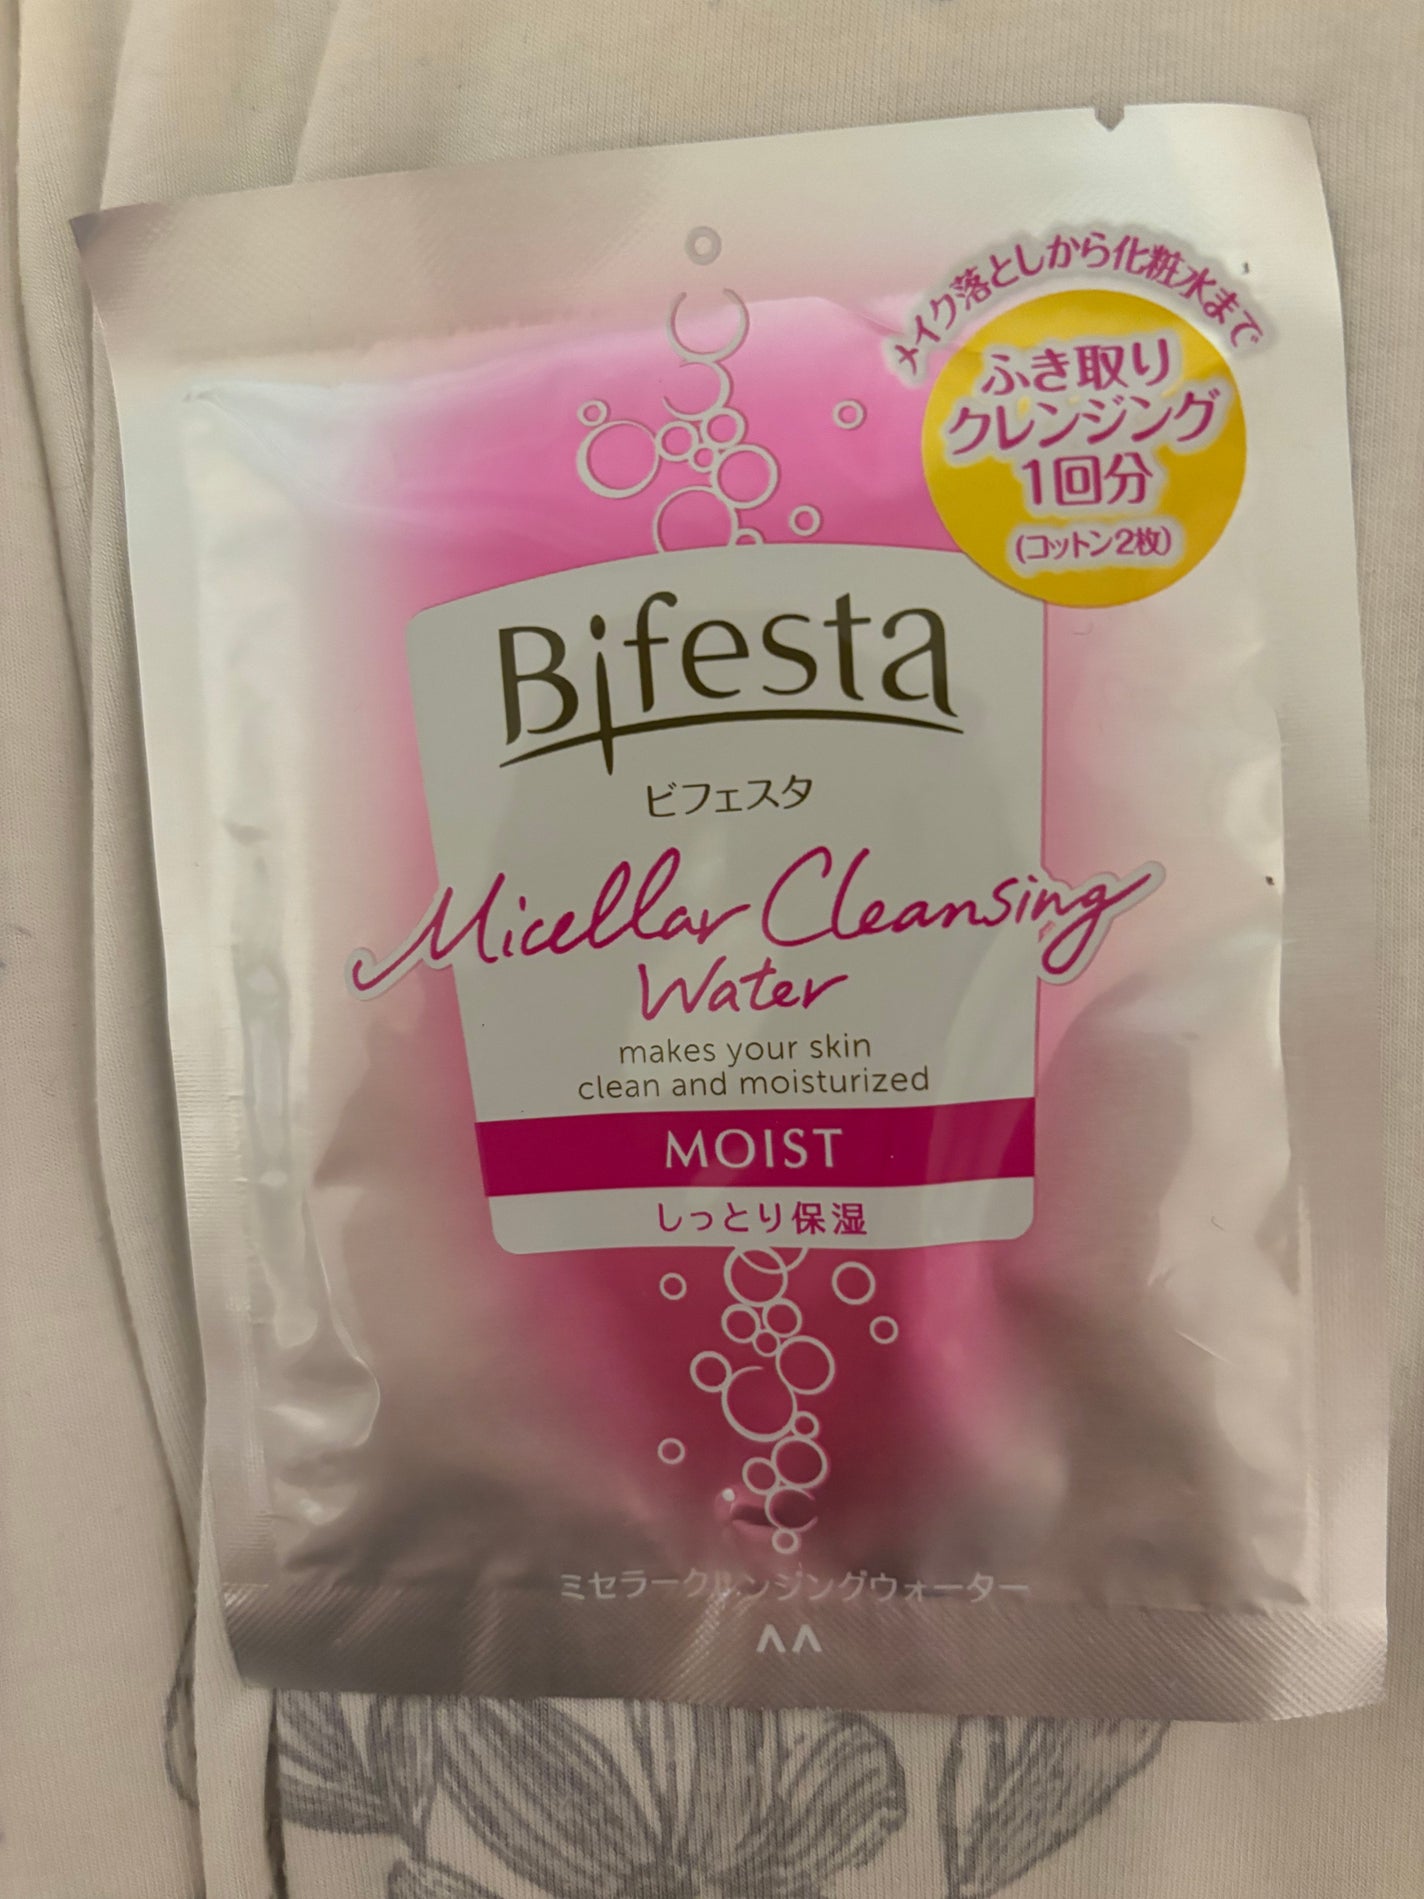 メイク落としから化粧水まで
ふき取り
クレンジング
1回分
(コットン2枚)
Bifesta
ビフェスタ
Micellar Cleansing
Water
makes your skin
clean and moisturized
MOIST
しっとり保湿
ミセラークレンジングウォーター